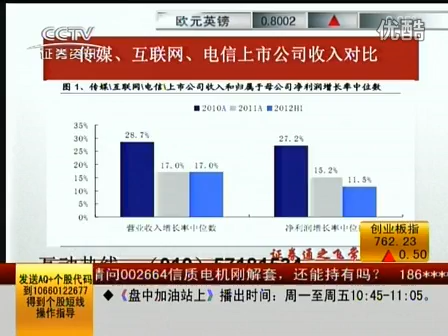 欧元英镑 0.8002
优酷
CCTV
证券资讯
传媒、互联网、电信上市公司收入对比
图1、传媒\互联网\电信\上市公司收入和归属于母公司净利润增长率中位数
2010A 2011A 2012H1
35%
30%
25%
20%
15%
10%
5%
0%
28.7%
17.0%
17.0%
27.2%
15.2%
11.5%
营业收入增长率中位数
净利润增长率中位数
证券通之飞常
创业板指
762.23
0.50
发送AQ+个股代码
到10660122677
得到个股短线
操作指导
请问002664信质电机刚解套，还能持有吗？ 186***
《盘中加油站上》播出时间：周一至周五10:45-11:05。